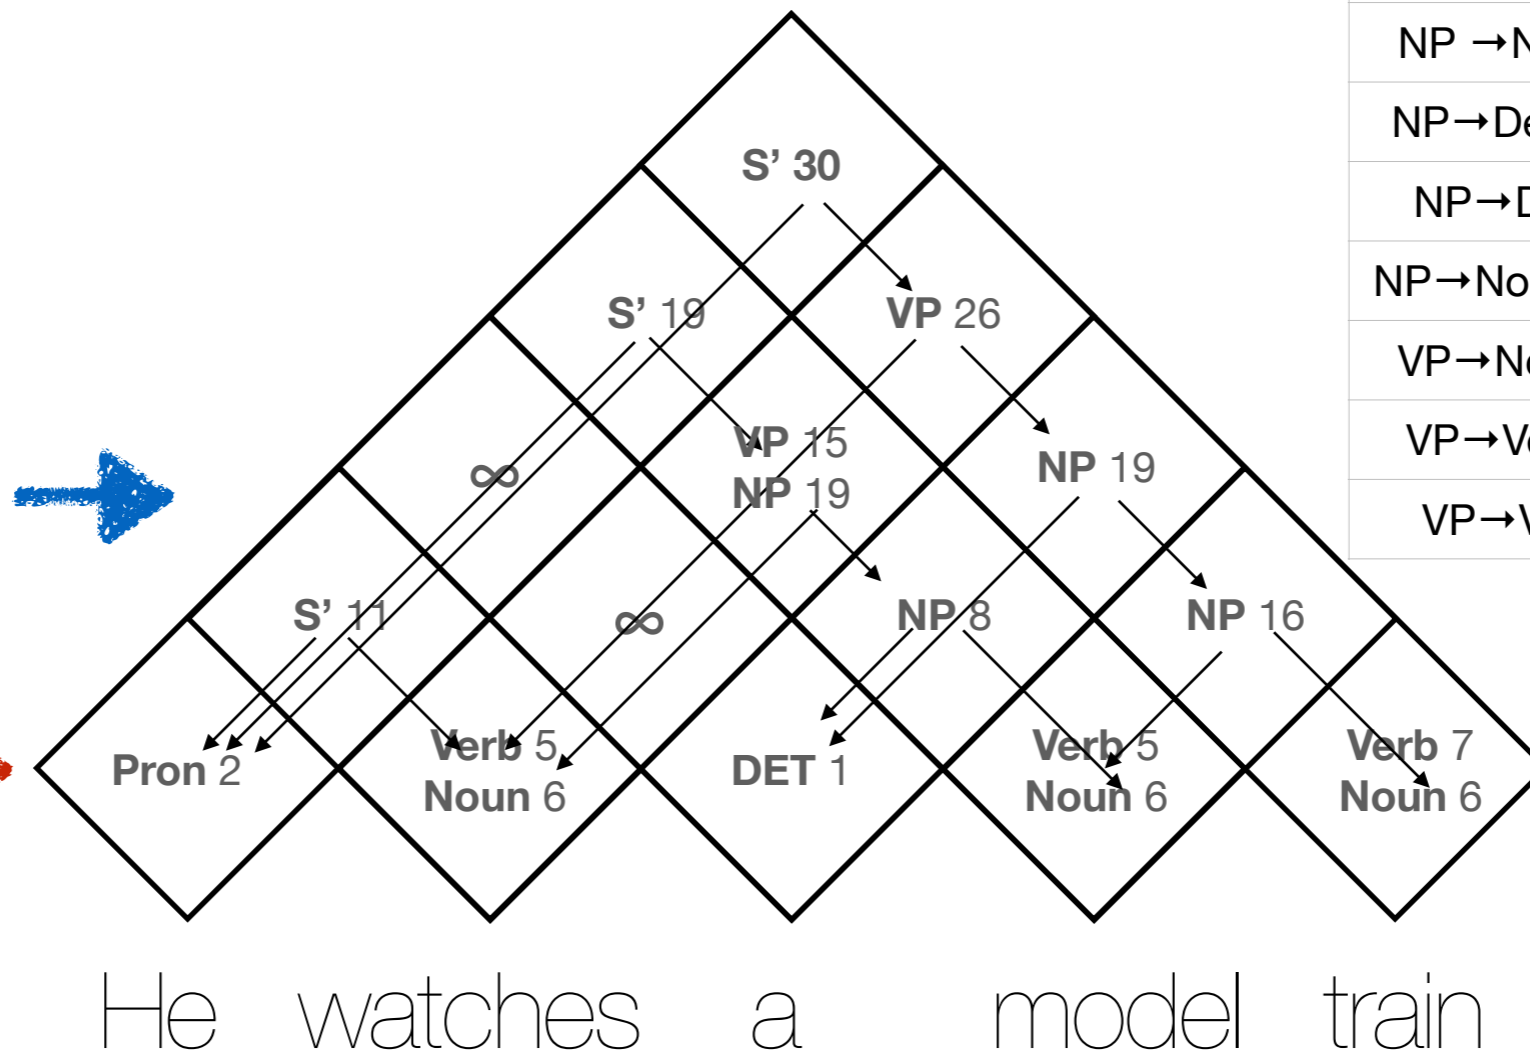 NP →N
NP→De
NP→D
NP→No
VP→No
VP→Ve
VP→V
S’ 30
S’ 19
VP 26
VP 15
NP 19
∞
NP 19
S’ 11
∞
NP 8
NP 16
Pron 2
Verb 5
Noun 6
DET 1
Verb 5
Noun 6
Verb 7
Noun 6
He watches a model train